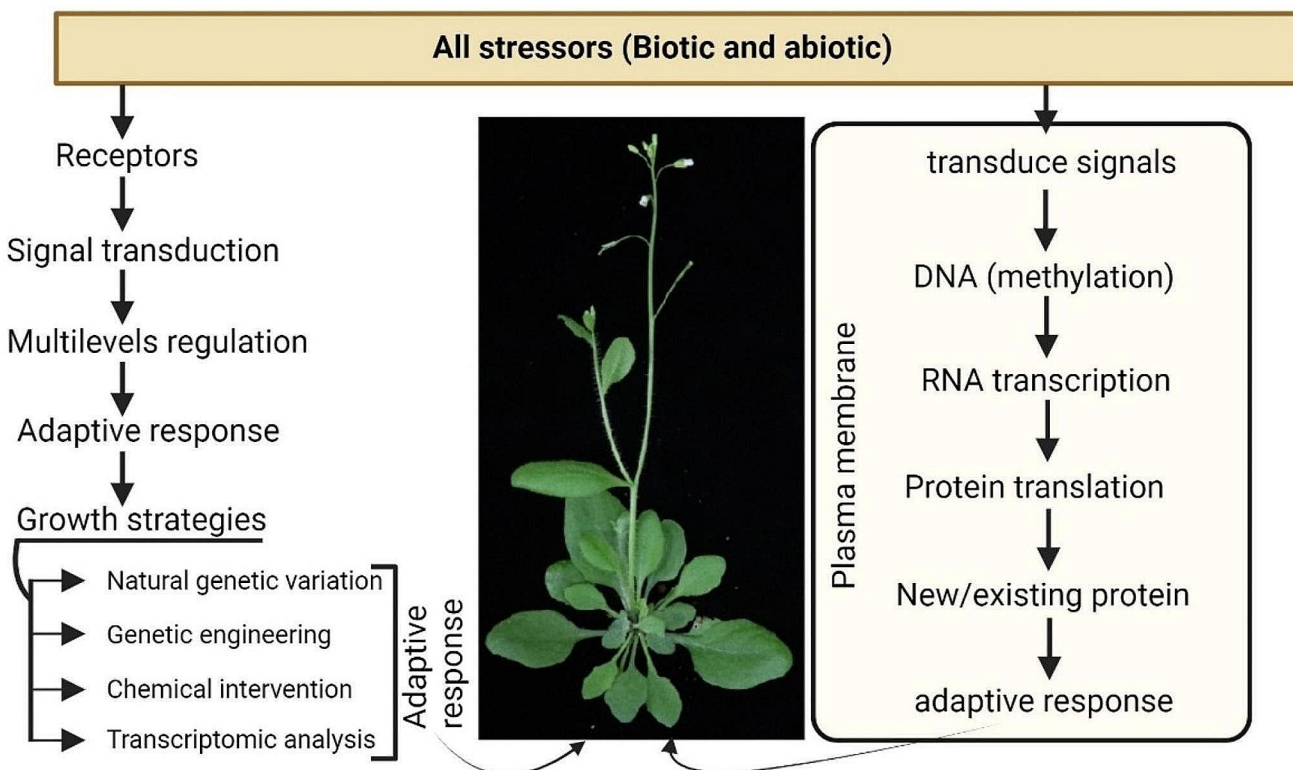 All stressors (Biotic and abiotic)
Receptors
Signal transduction
Multilevels regulation
Adaptive response
Growth strategies
Natural genetic variation
Genetic engineering
Chemical intervention
Transcriptomic analysis
Adaptive
response
Plasma membrane
transduce signals
DNA (methylation)
RNA transcription
Protein translation
New/existing protein
adaptive response